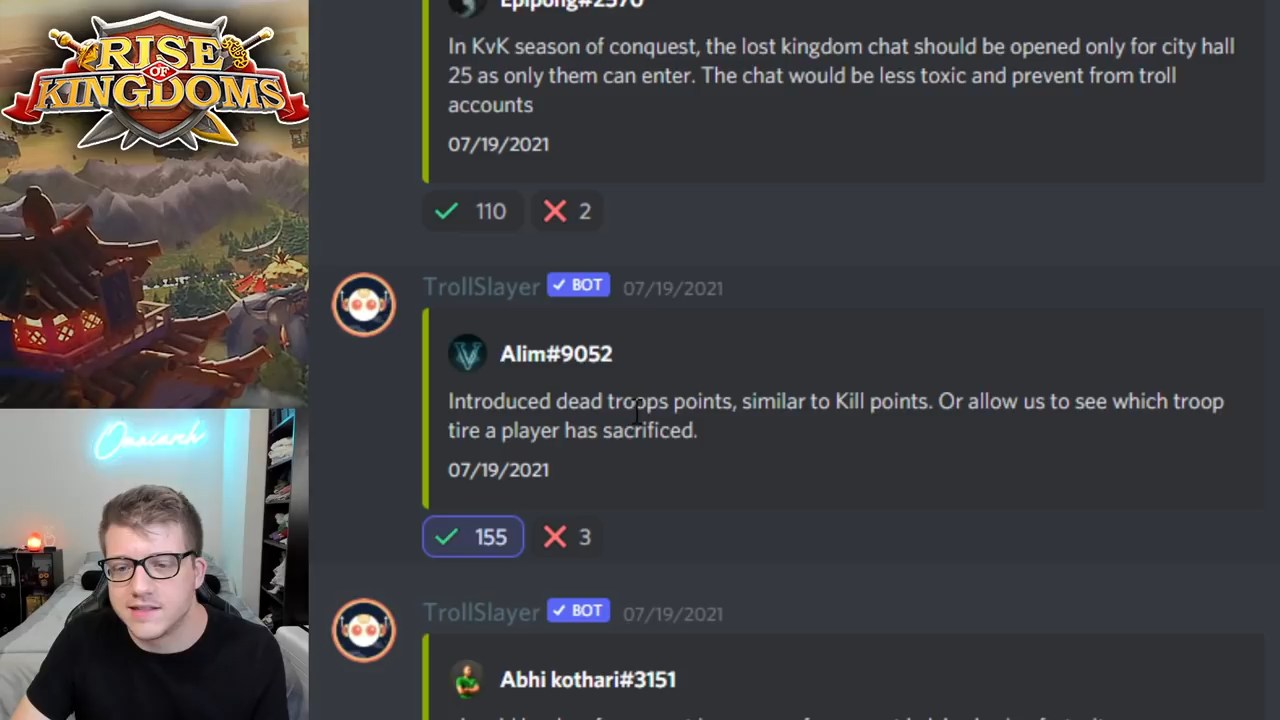 RISE
OF
KINGDOMS
Epipong#2570
In KvK season of conquest, the lost kingdom chat should be opened only for city hall
25 as only them can enter. The chat would be less toxic and prevent from troll
accounts
07/19/2021
110 2
TrollSlayer BOT 07/19/2021
Alim#9052
Introduced dead troops points, similar to Kill points. Or allow us to see which troop
tire a player has sacrificed.
07/19/2021
155 3
TrollSlayer BOT 07/19/2021
Abhi kothari#3151
Omniarch